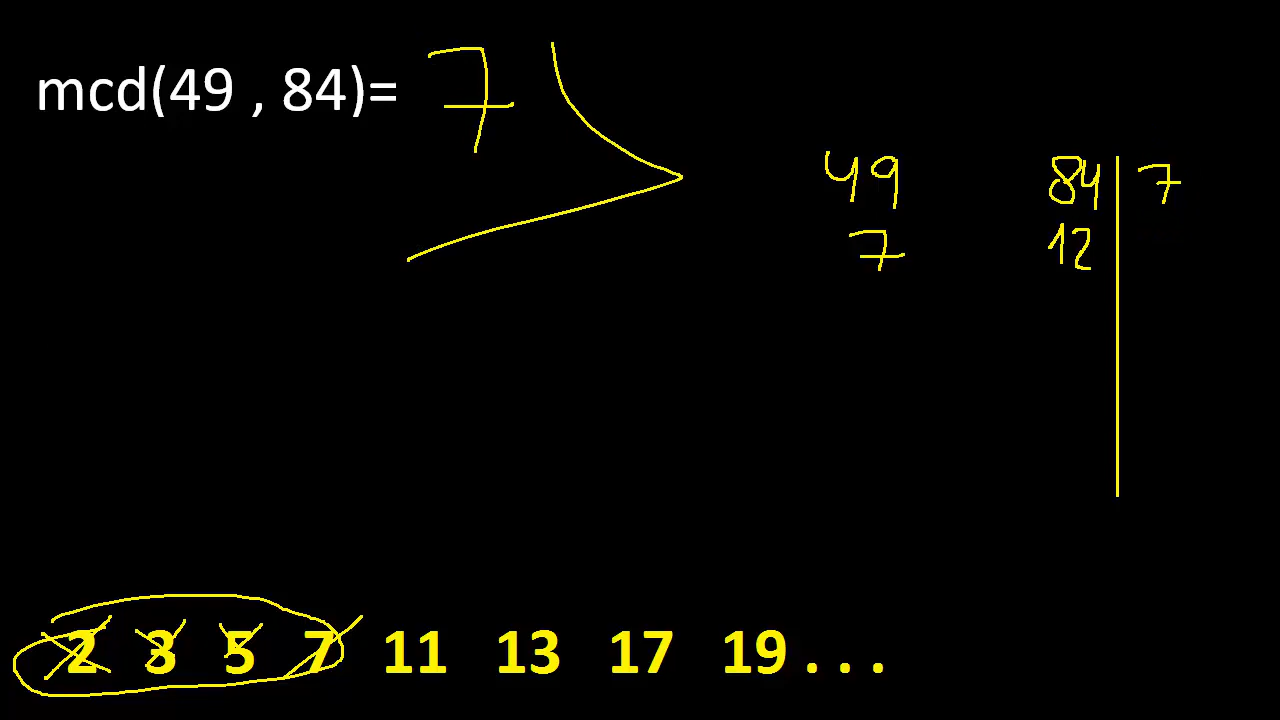 mcd(49 , 84)= 7
49 84 7
7 12
2 3 5 7 11 13 17 19 . . .